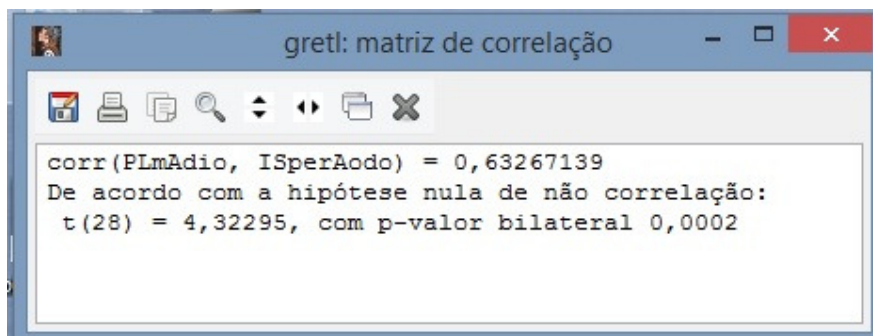 gretl: matriz de correlação
corr(PLmAdio, ISperAodo) = 0,63267139
De acordo com a hipótese nula de não correlação:
t(28) = 4,32295, com p-valor bilateral 0,0002